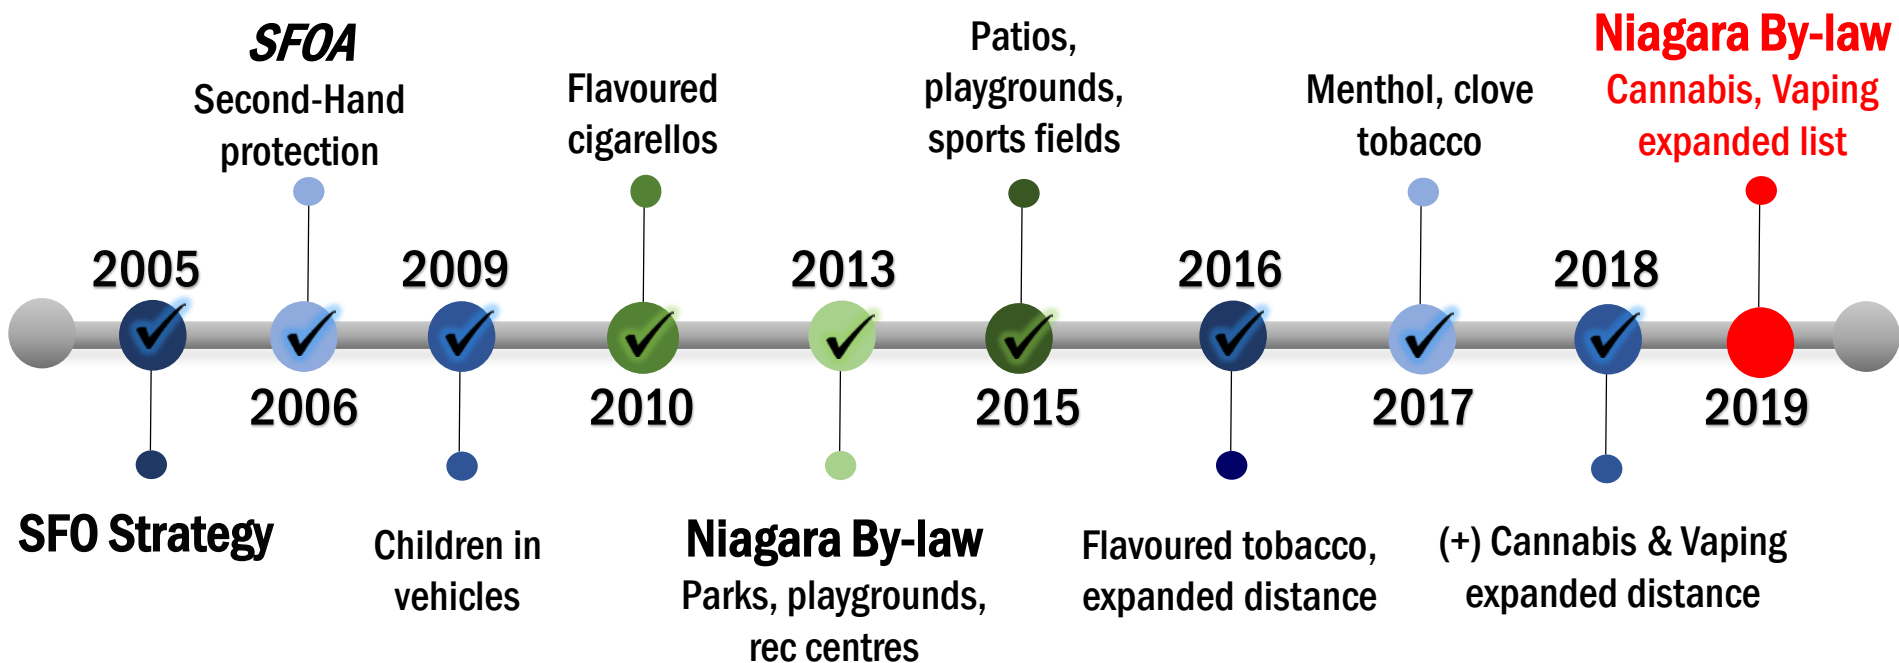 SFOA
Second-Hand
protection
Flavoured
cigarellos
Patios,
playgrounds,
sports fields
Menthol, clove
tobacco
Niagara By-law
Cannabis, Vaping
expanded list
2005
2009
2013
2016
2018
2006
2010
2015
2017
2019
SFO Strategy
Children in
vehicles
Niagara By-law
Parks, playgrounds,
rec centres
Flavoured tobacco,
expanded distance
(+) Cannabis & Vaping
expanded distance